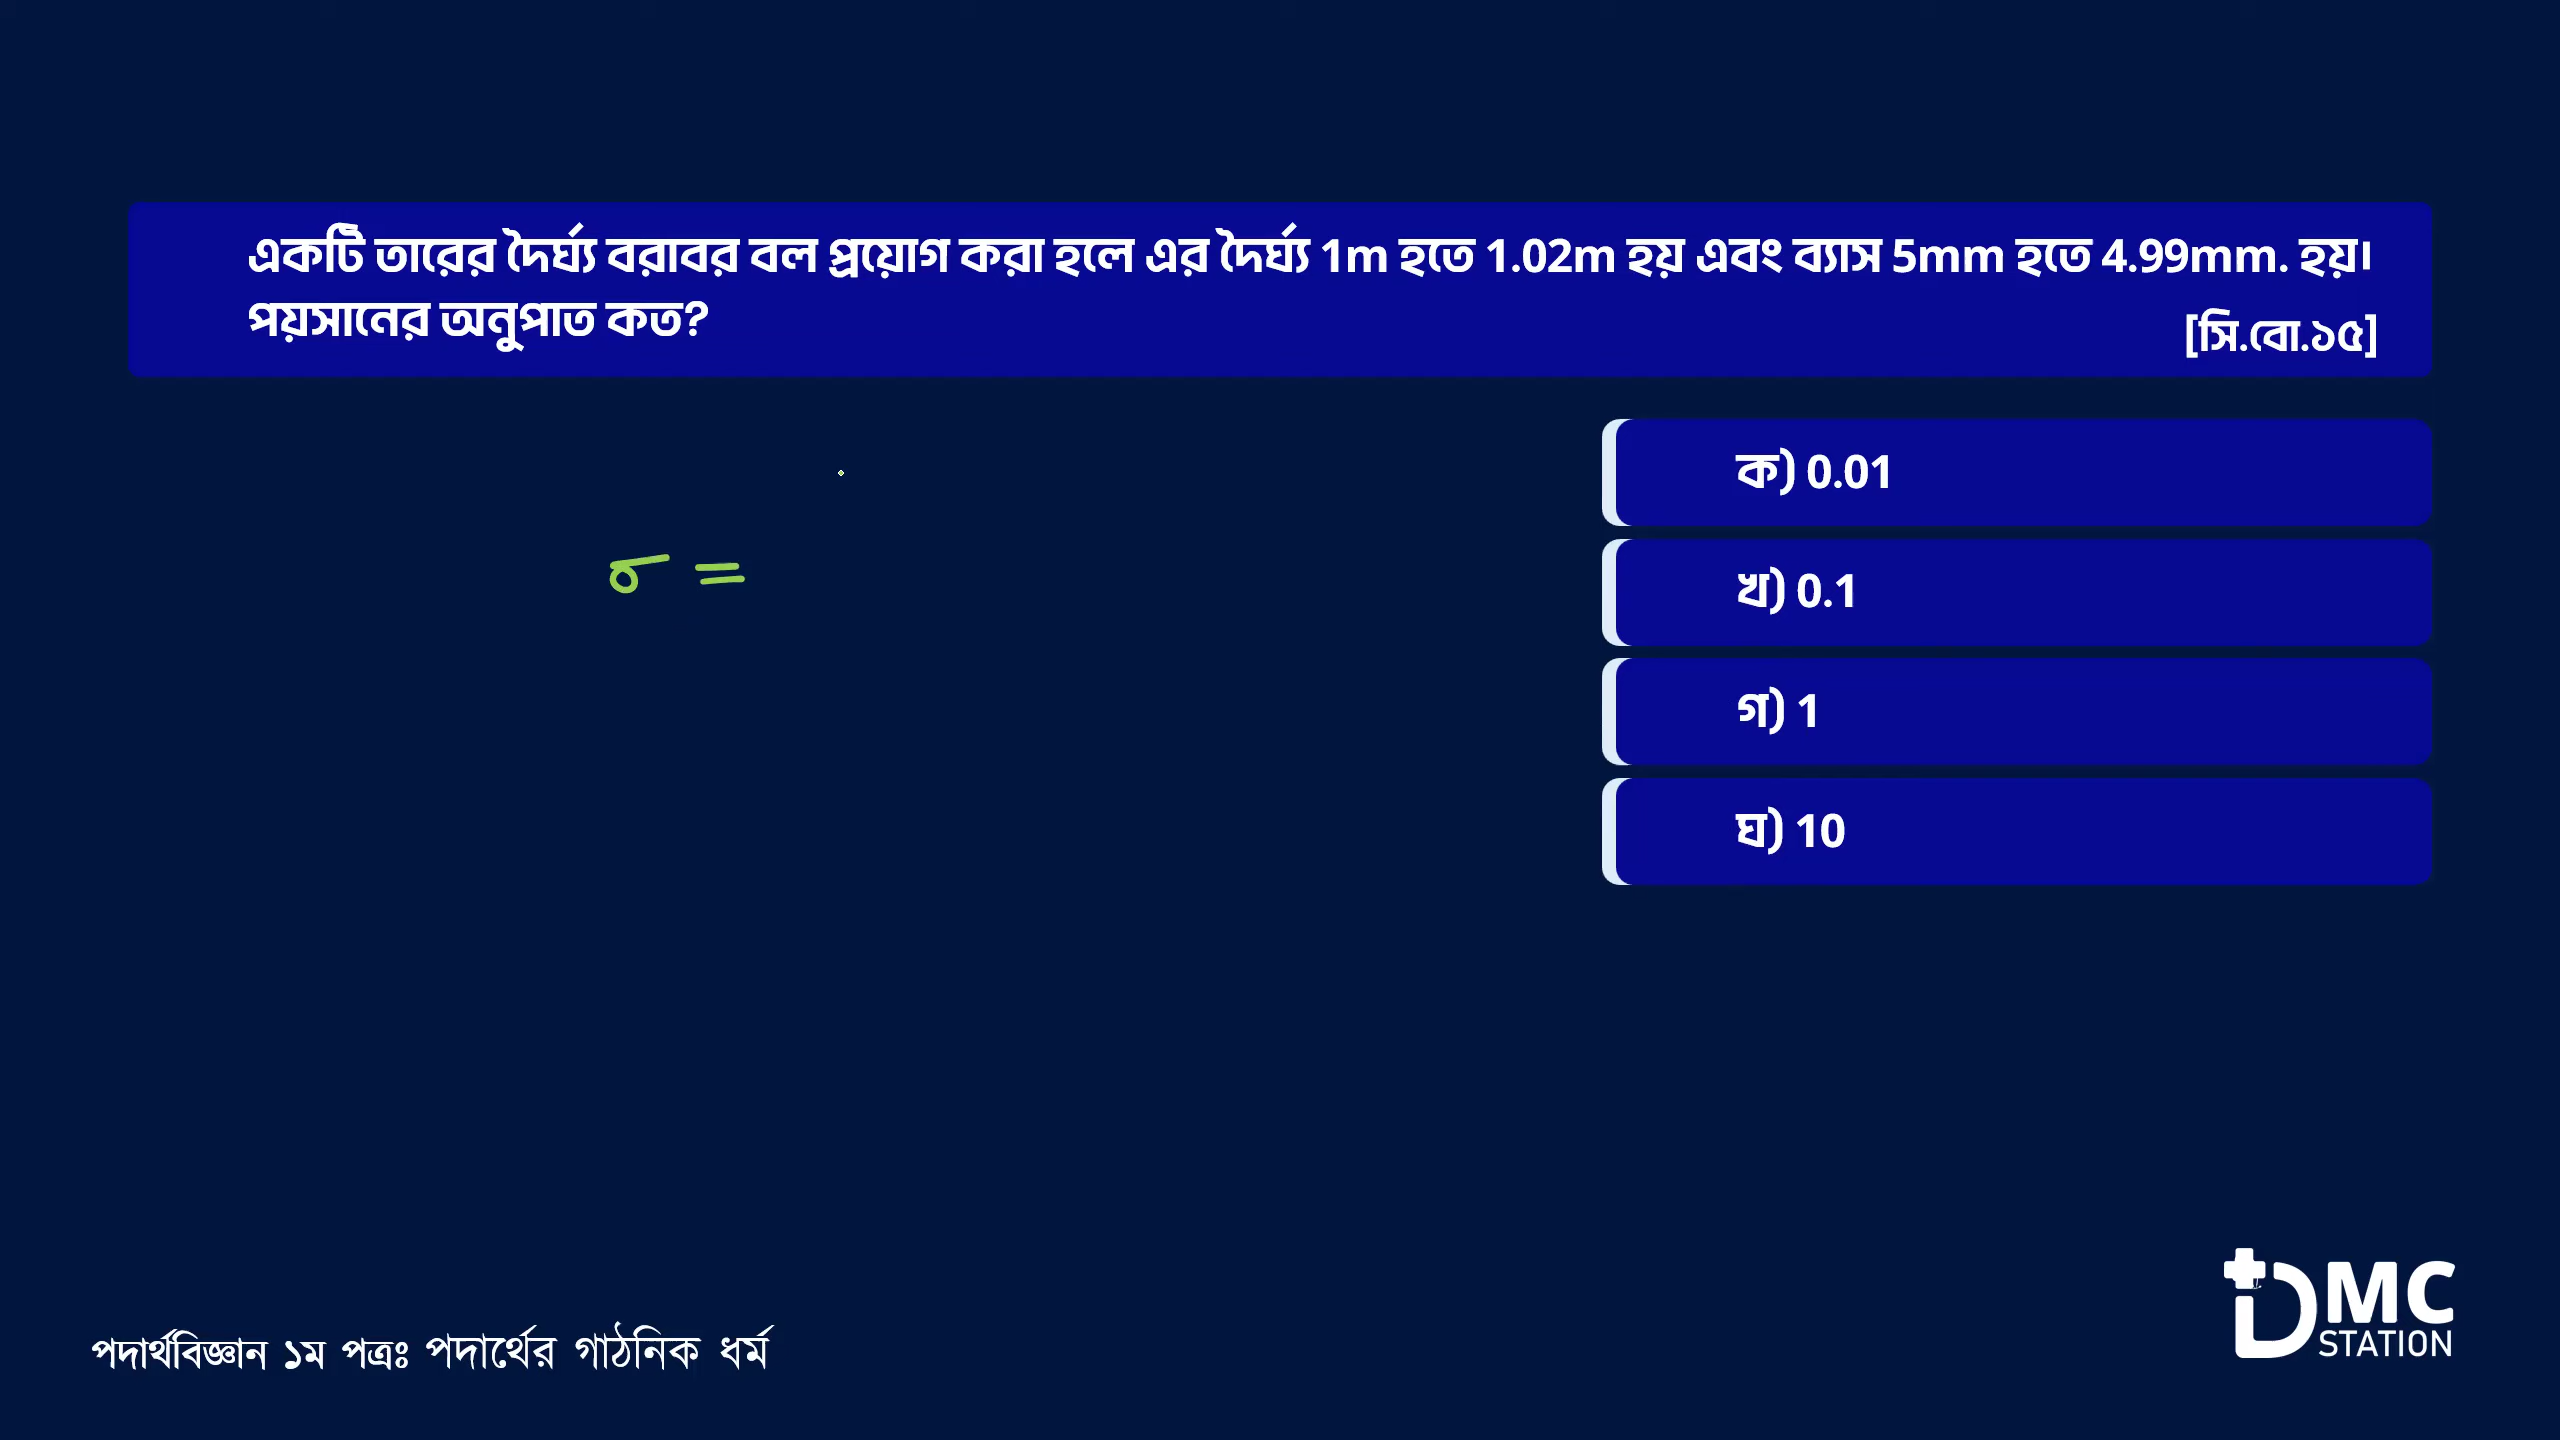 একটি তারের দৈর্ঘ্য বরাবর বল প্রয়োগ করা হলে এর দৈর্ঘ্য 1m হতে 1.02m হয় এবং ব্যাস 5mm হতে 4.99mm. হয়।
পয়সানের অনুপাত কত?
[সি.বো.১৫]
σ =
ক) 0.01
খ) 0.1
গ) 1
ঘ) 10
পদার্থবিজ্ঞান ১ম পত্রঃ পদার্থের গাঠনিক ধর্ম
DMC
STATION